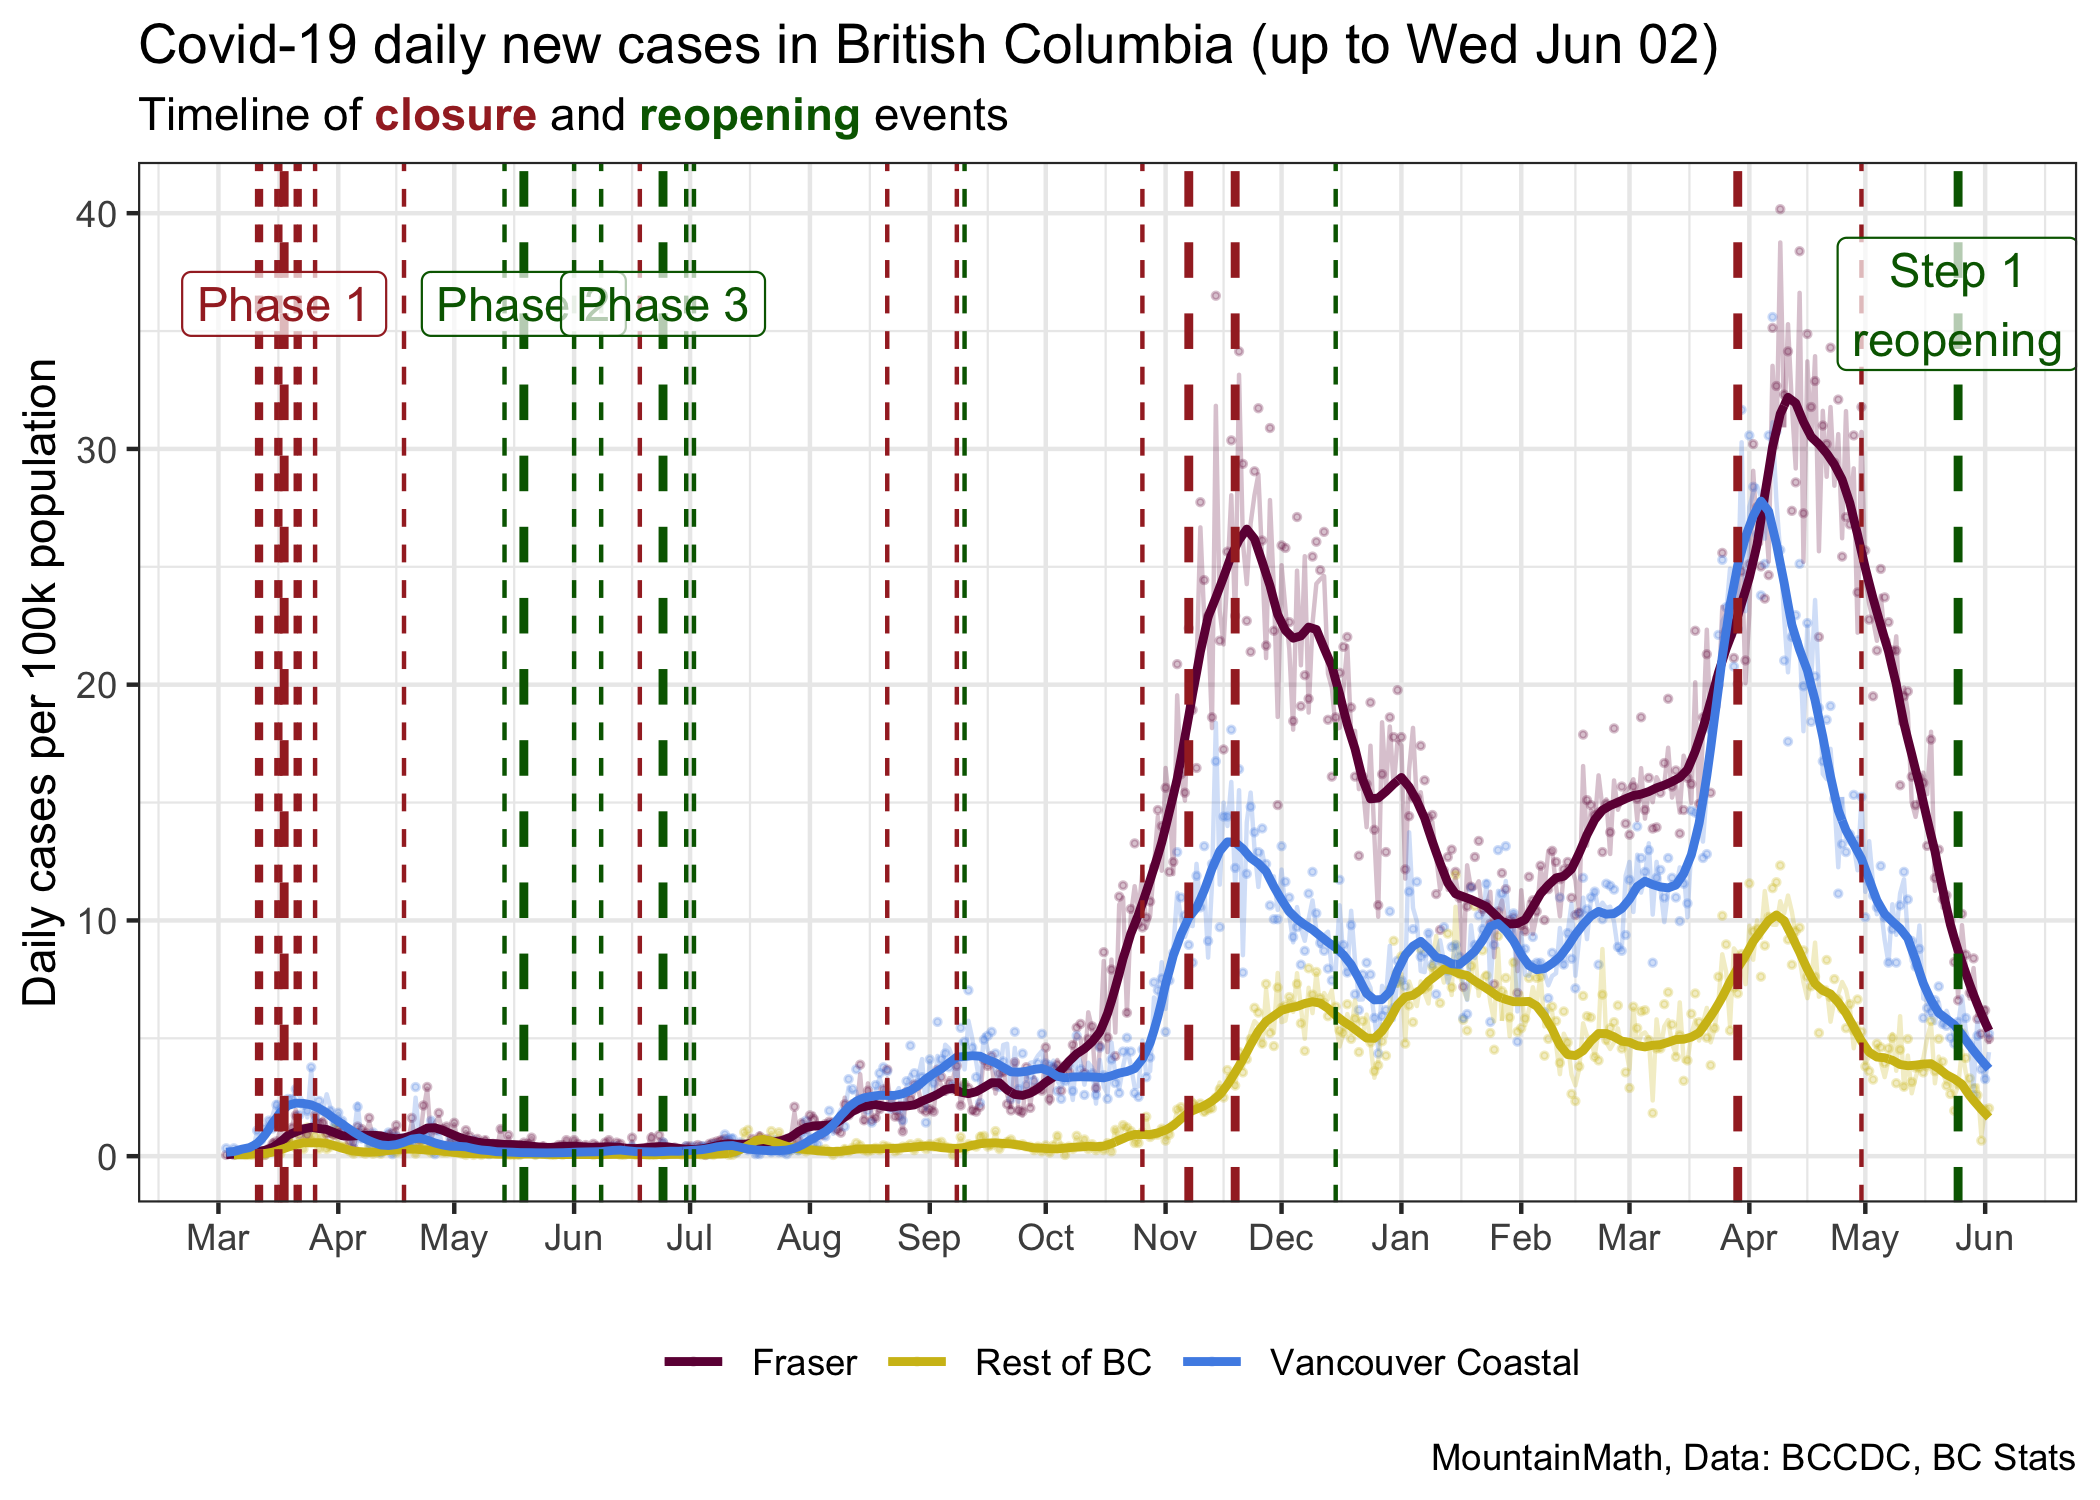 Covid-19 daily new cases in British Columbia (up to Wed Jun 02)
Timeline of closure and reopening events
Daily cases per 100k population
40
30
20
10
0
Phase 1
Phase 2
Phase 3
Step 1
reopening
Mar Apr May Jun Jul Aug Sep Oct Nov Dec Jan Feb Mar Apr May Jun
Fraser Rest of BC Vancouver Coastal
MountainMath, Data: BCCDC, BC Stats